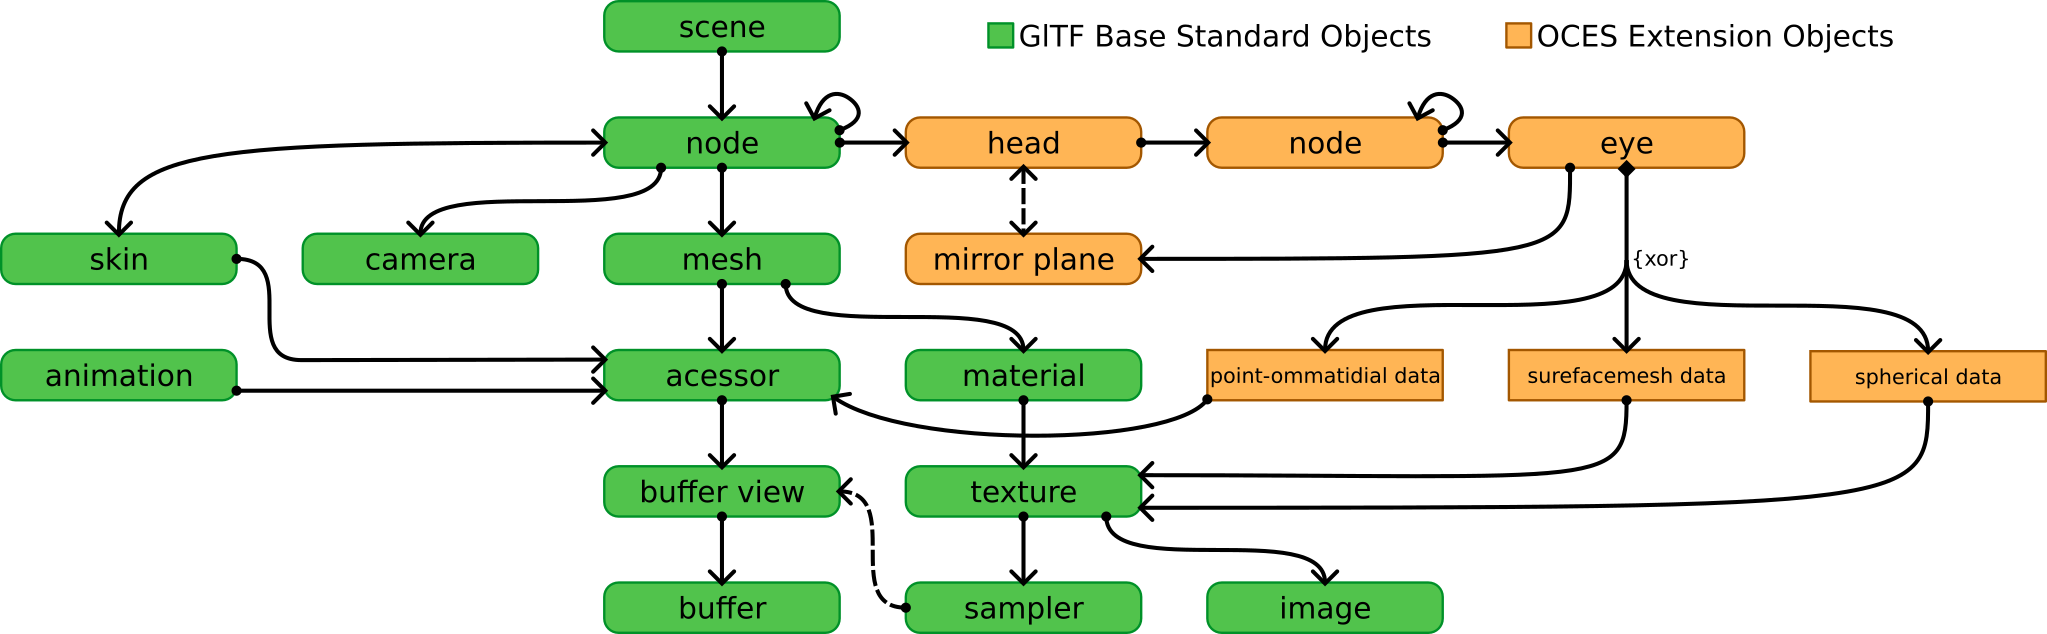 scene
GlTF Base Standard Objects
OCES Extension Objects
node
head
node
eye
skin
camera
mesh
mirror plane
{xor}
animation
acessor
material
point-ommatidial data
surefacemesh data
spherical data
buffer view
texture
buffer
sampler
image